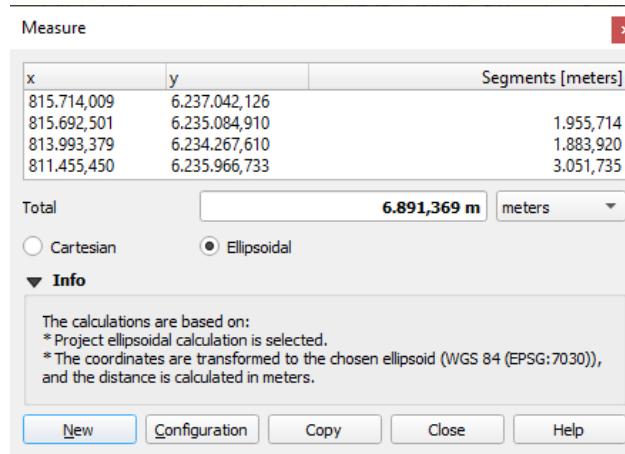 Measure
x y Segments [meters]
815.714,009 6.237.042,126
815.692,501 6.235.084,910 1.955,714
813.993,379 6.234.267,610 1.883,920
811.455,450 6.235.966,733 3.051,735
Total 6.891,369 m meters
Cartesian Ellipsoidal
Info
The calculations are based on:
* Project ellipsoidal calculation is selected.
* The coordinates are transformed to the chosen ellipsoid (WGS 84 (EPSG:7030)),
and the distance is calculated in meters.
New Configuration Copy Close Help